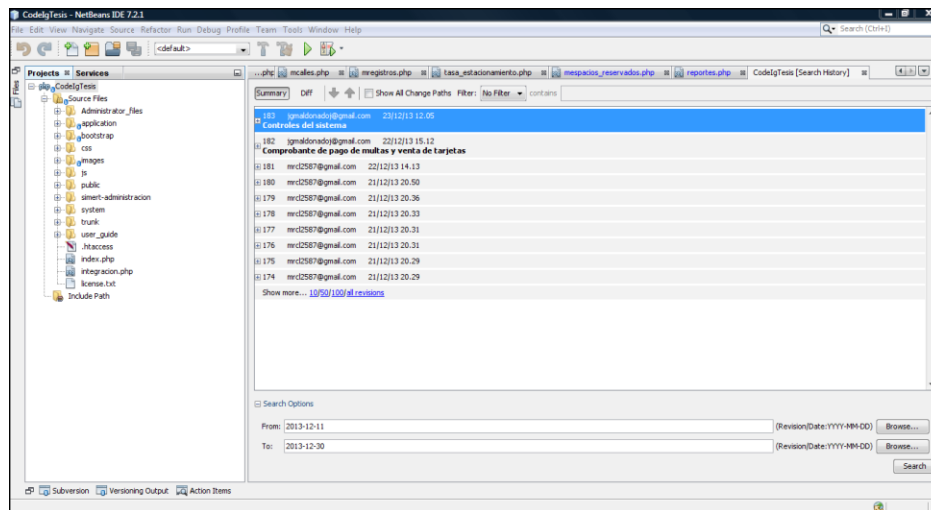 CodeIgTesis - NetBeans IDE 7.2.1
File Edit View Navigate Source Refactor Run Debug Profile Team Tools Window Help
Search (Ctrl+I)
<default>
Projects Services
...php mcalles.php mregistros.php tasa_estacionamiento.php mespacios_reservados.php reportes.php CodeIgTesis [Search History]
Files
CodeIgTesis
Source Files
Administrator_files
application
bootstrap
css
images
js
public
simert-administracion
system
trunk
user_guide
.htaccess
index.php
integracion.php
license.txt
Include Path
Summary Diff Show All Change Paths Filter: No Filter contains
183 jgmaldonadoj@gmail.com 23/12/13 12.05
Controles del sistema
182 jgmaldonadoj@gmail.com 22/12/13 15.12
Comprobante de pago de multas y venta de tarjetas
181 mrcl2587@gmail.com 22/12/13 14.13
180 mrcl2587@gmail.com 21/12/13 20.50
179 mrcl2587@gmail.com 21/12/13 20.36
178 mrcl2587@gmail.com 21/12/13 20.33
177 mrcl2587@gmail.com 21/12/13 20.31
176 mrcl2587@gmail.com 21/12/13 20.31
175 mrcl2587@gmail.com 21/12/13 20.29
174 mrcl2587@gmail.com 21/12/13 20.29
Show more... 10/50/100/all revisions
Search Options
From: 2013-12-11 (Revision/Date:YYYY-MM-DD) Browse...
To: 2013-12-30 (Revision/Date:YYYY-MM-DD) Browse...
Search
Subversion Versioning Output Action Items